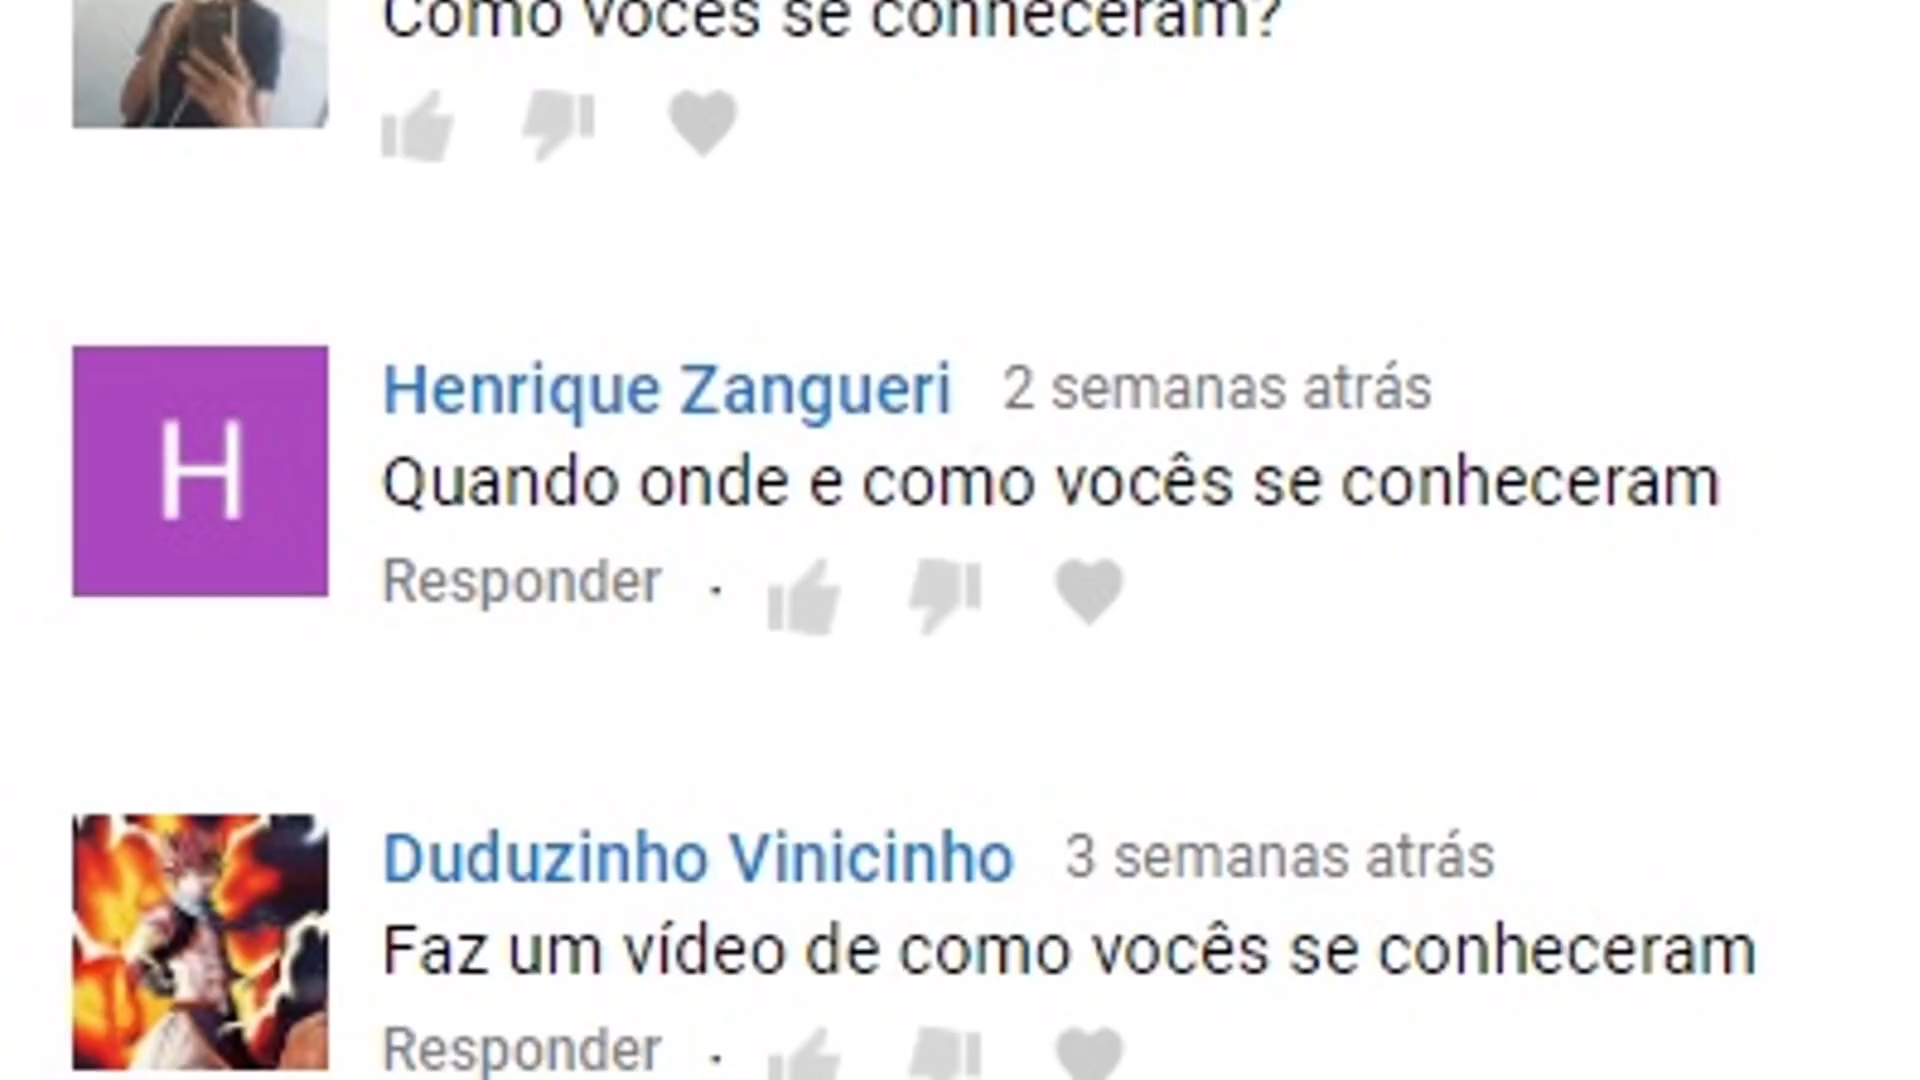 Como vocês se conheceram?
H
Henrique Zangueri 2 semanas atrás
Quando onde e como vocês se conheceram
Responder ·
Duduzinho Vinicinho 3 semanas atrás
Faz um vídeo de como vocês se conheceram
Responder ·